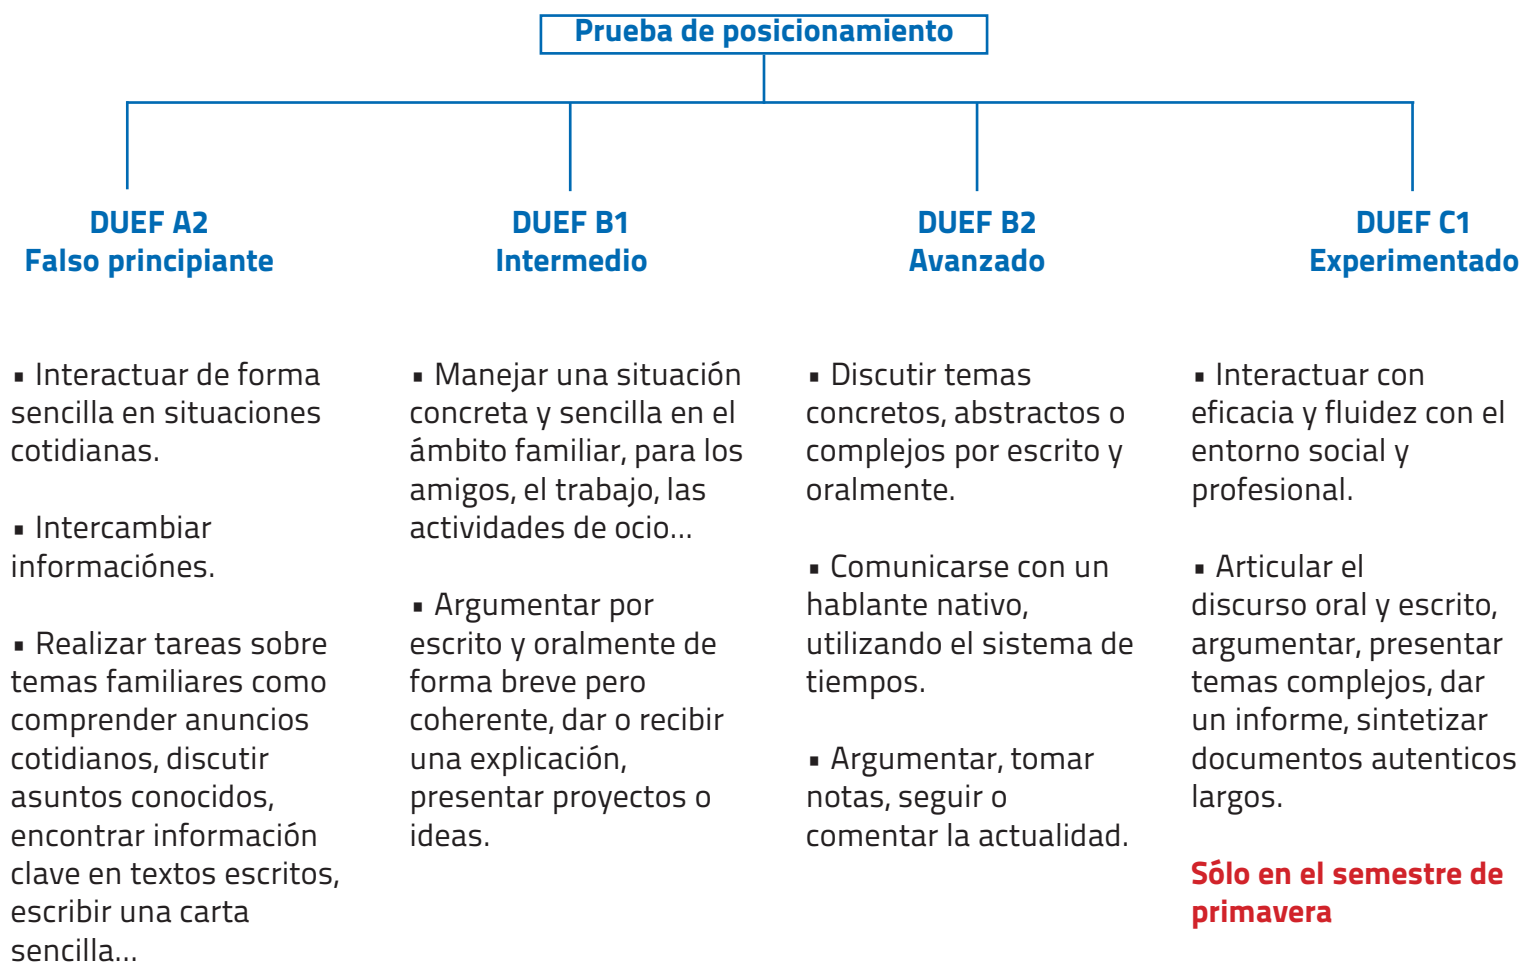 Prueba de posicionamiento
DUEF A2
Falso principiante
▪ Interactuar de forma
sencilla en situaciones
cotidianas.
▪ Intercambiar
informaciónes.
▪ Realizar tareas sobre
temas familiares como
comprender anuncios
cotidianos, discutir
asuntos conocidos,
encontrar información
clave en textos escritos,
escribir una carta
sencilla...
DUEF B1
Intermedio
▪ Manejar una situación
concreta y sencilla en el
ámbito familiar, para los
amigos, el trabajo, las
actividades de ocio...
▪ Argumentar por
escrito y oralmente de
forma breve pero
coherente, dar o recibir
una explicación,
presentar proyectos o
ideas.
DUEF B2
Avanzado
▪ Discutir temas
concretos, abstractos o
complejos por escrito y
oralmente.
▪ Comunicarse con un
hablante nativo,
utilizando el sistema de
tiempos.
▪ Argumentar, tomar
notas, seguir o
comentar la actualidad.
DUEF C1
Experimentado
▪ Interactuar con
eficacia y fluidez con el
entorno social y
profesional.
▪ Articular el
discurso oral y escrito,
argumentar, presentar
temas complejos, dar
un informe, sintetizar
documentos autenticos
largos.
Sólo en el semestre de
primavera